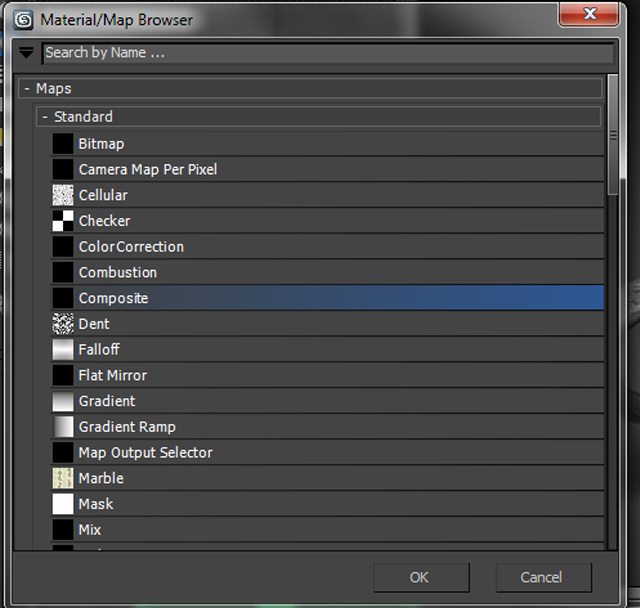 Material/Map Browser
Search by Name ...
- Maps
- Standard
Bitmap
Camera Map Per Pixel
Cellular
Checker
ColorCorrection
Combustion
Composite
Dent
Falloff
Flat Mirror
Gradient
Gradient Ramp
Map Output Selector
Marble
Mask
Mix
OK
Cancel